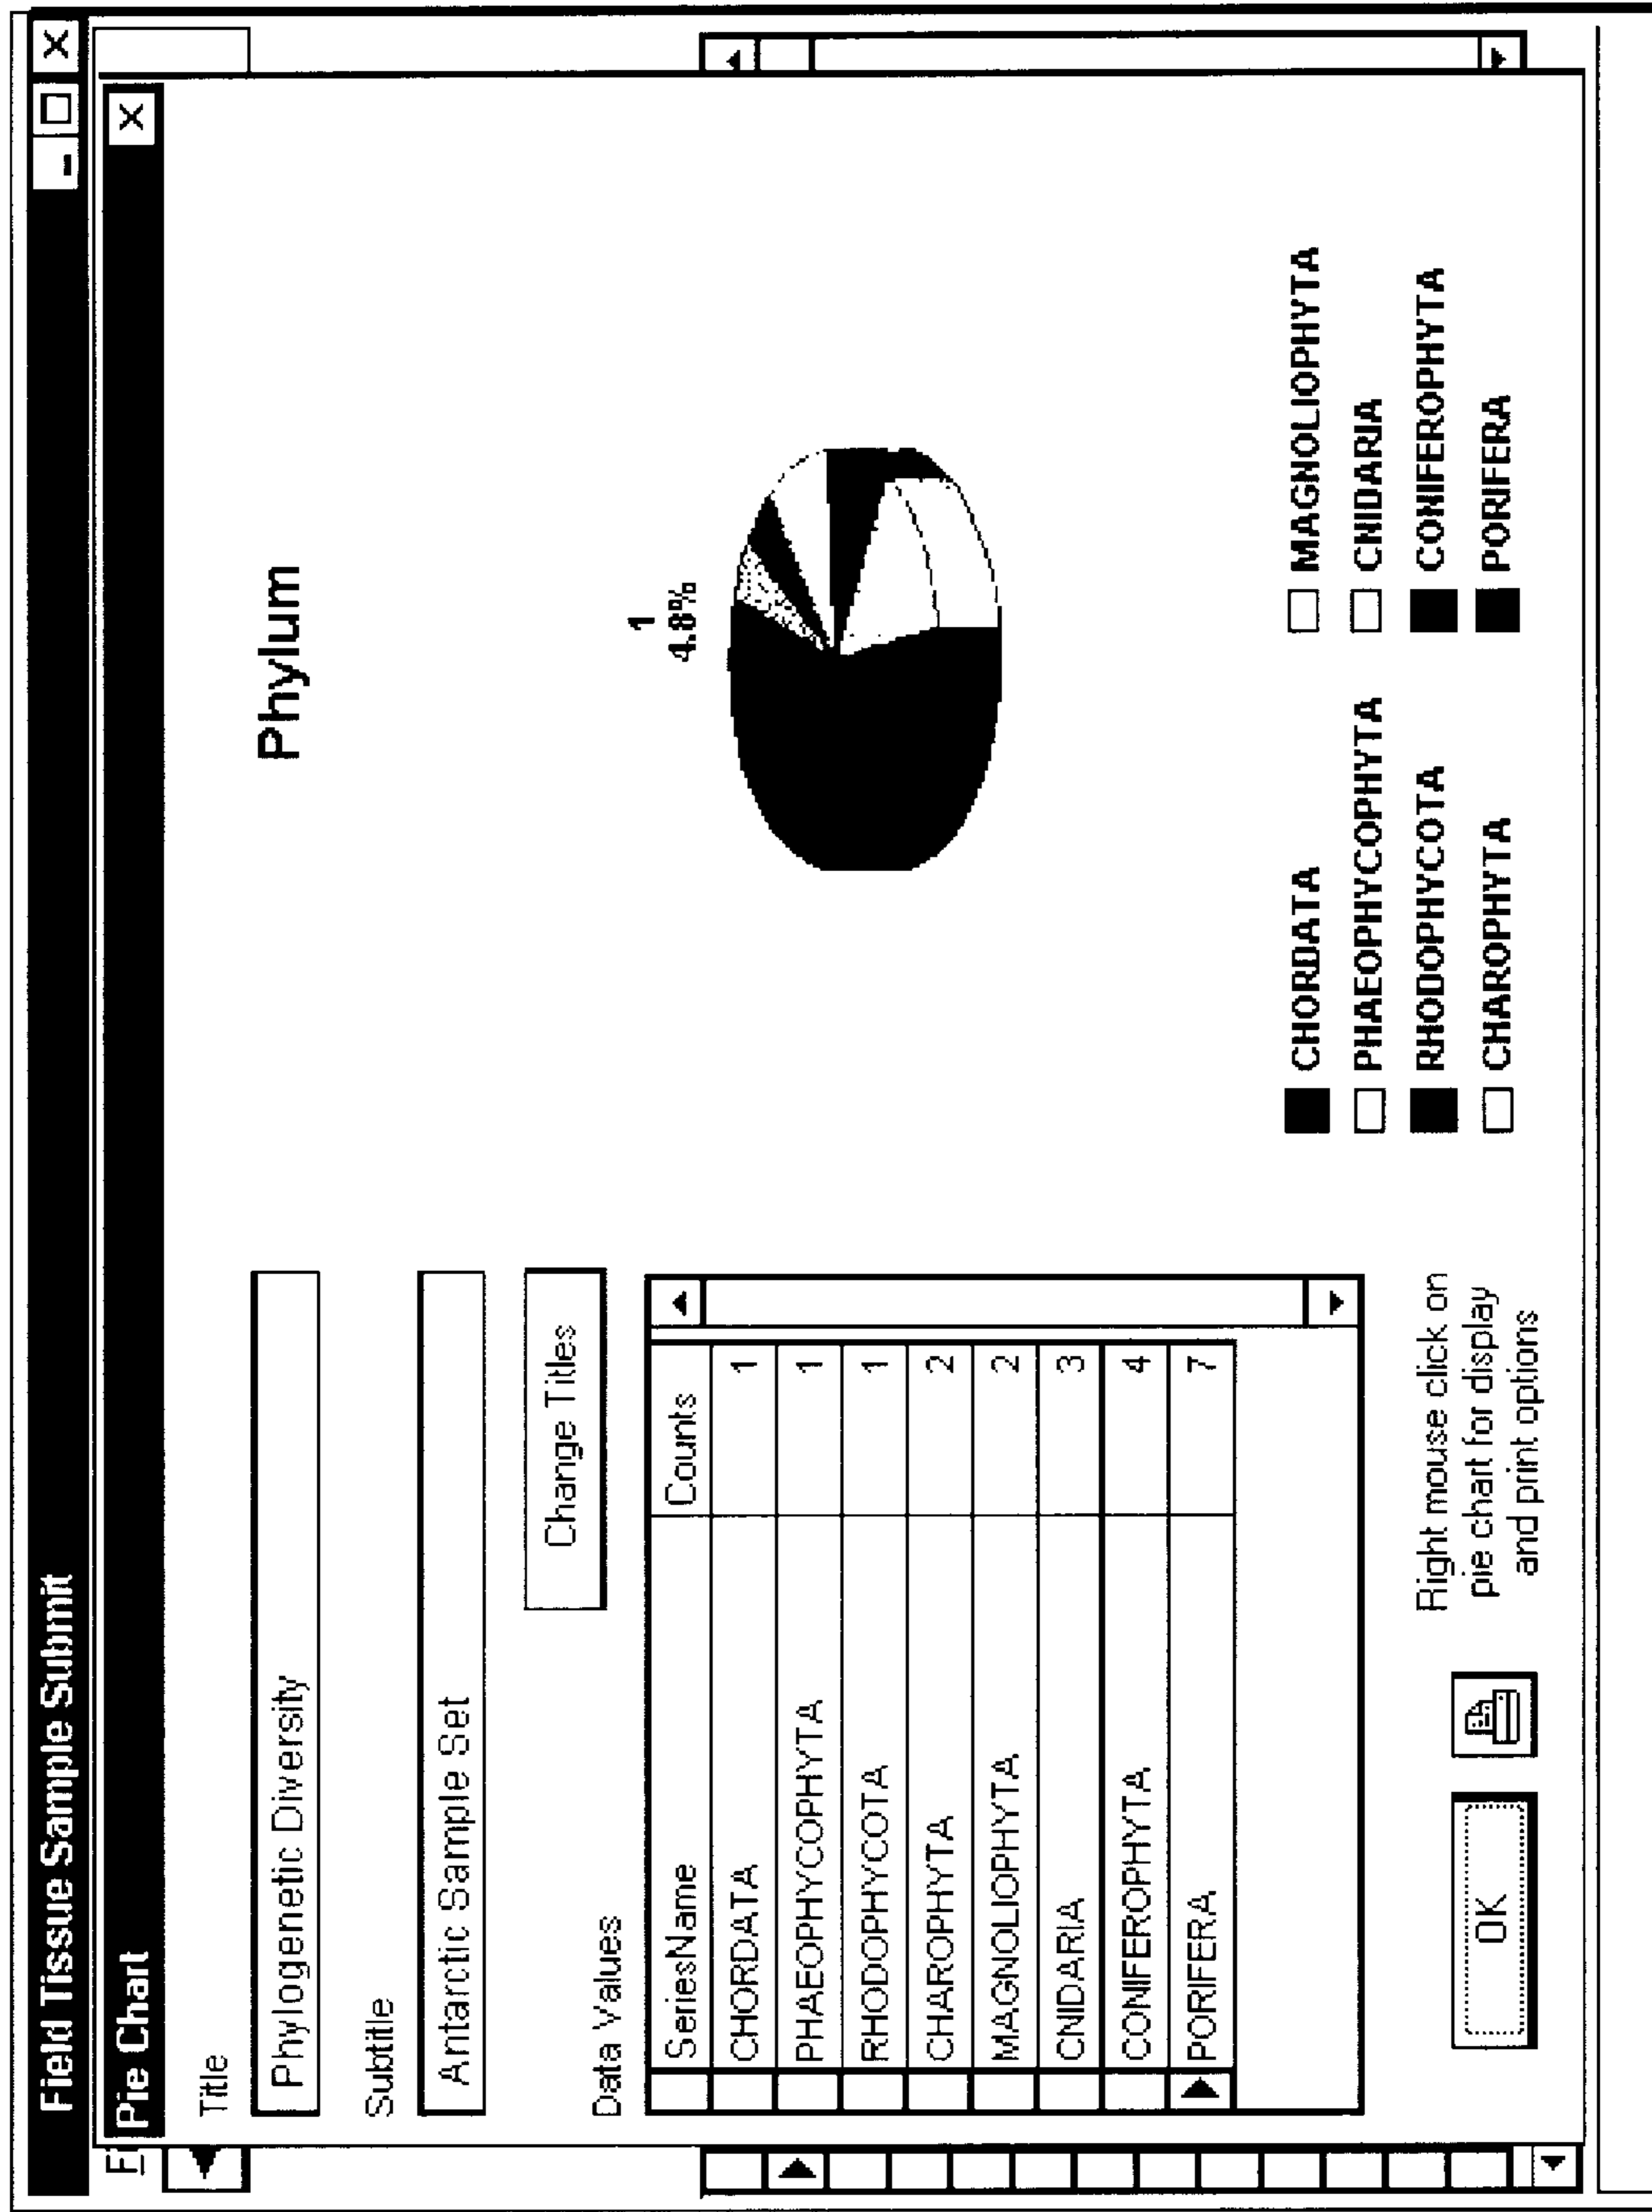 Field Tissue Sample Submit
Fi
Pie Chart
Title
Phylogenetic Diversity
Subtitle
Antarctic Sample Set
Change Titles
Data Values
SeriesName Counts
CHORDATA 1
PHAEOPHYCOPHYTA 1
RHODOPHYCOTA 1
CHAROPHYTA 2
MAGNOLIOPHYTA 2
CNIDARIA 3
CONIFEROPHYTA 4
PORIFERA 7
OK
Right mouse click on
pie chart for display
and print options
Phylum
1
4.8%
CHORDATA MAGNOLIOPHYTA
PHAEOPHYCOPHYTA CNIDARIA
RHODOPHYCOTA CONIFEROPHYTA
CHAROPHYTA PORIFERA